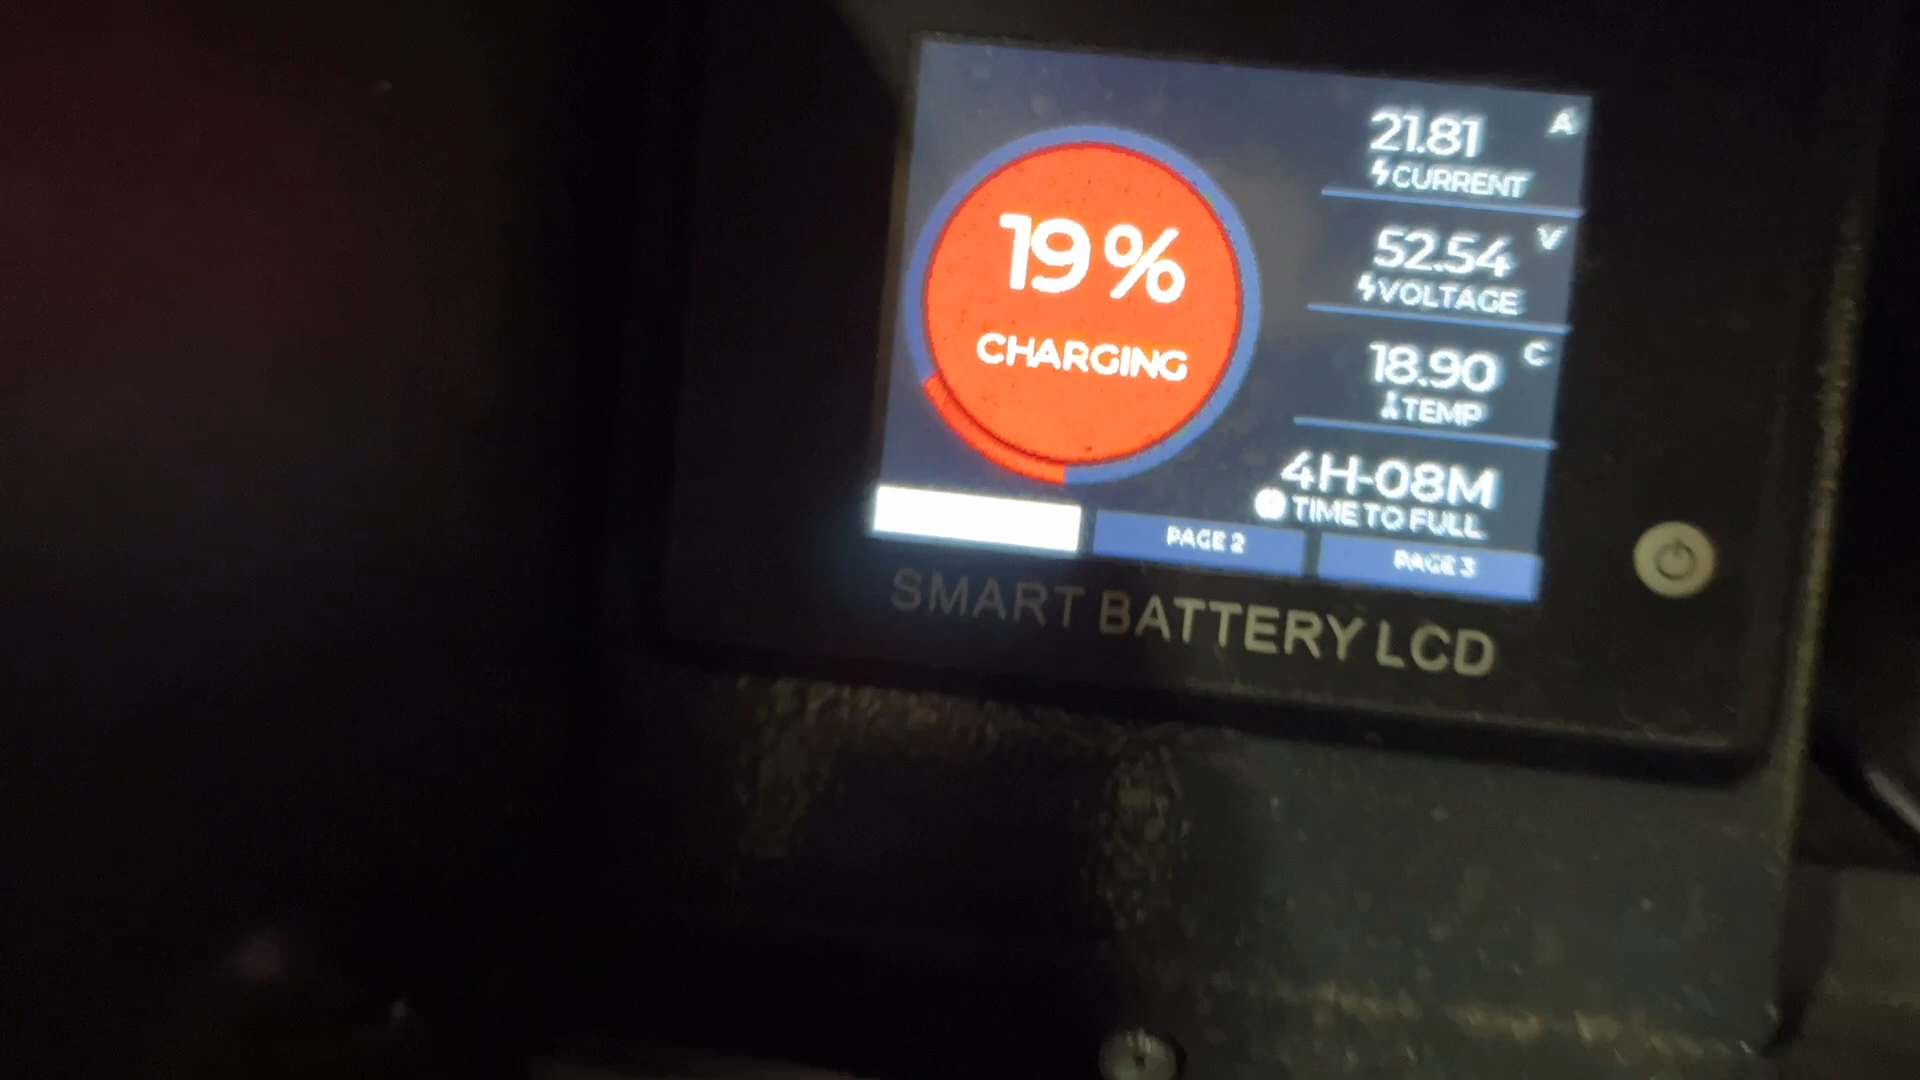 19 %
CHARGING
21.81 A
CURRENT
52.54 V
VOLTAGE
18.90 C
TEMP
4H-08M
TIME TO FULL
PAGE 2
PAGE 3
SMART BATTERY LCD